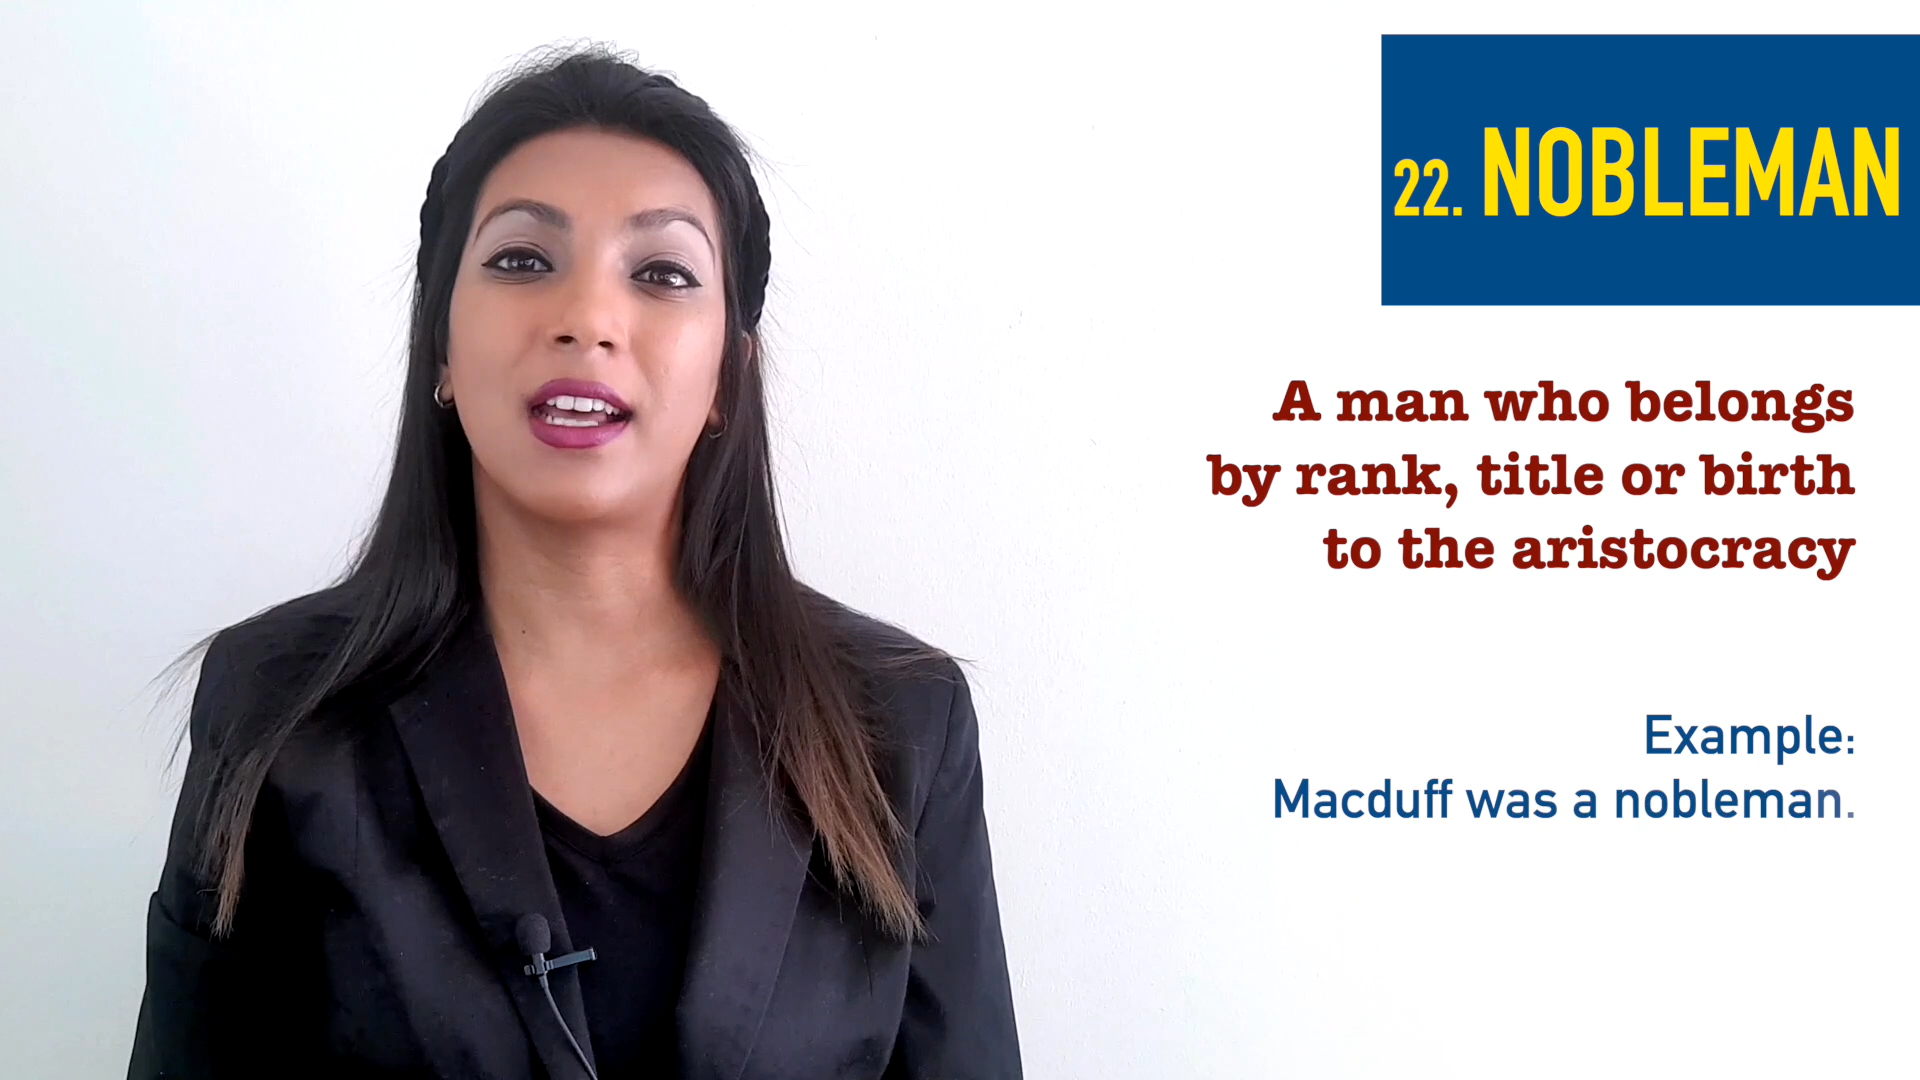 22. NOBLEMAN
A man who belongs
by rank, title or birth
to the aristocracy
Example:
Macduff was a nobleman.